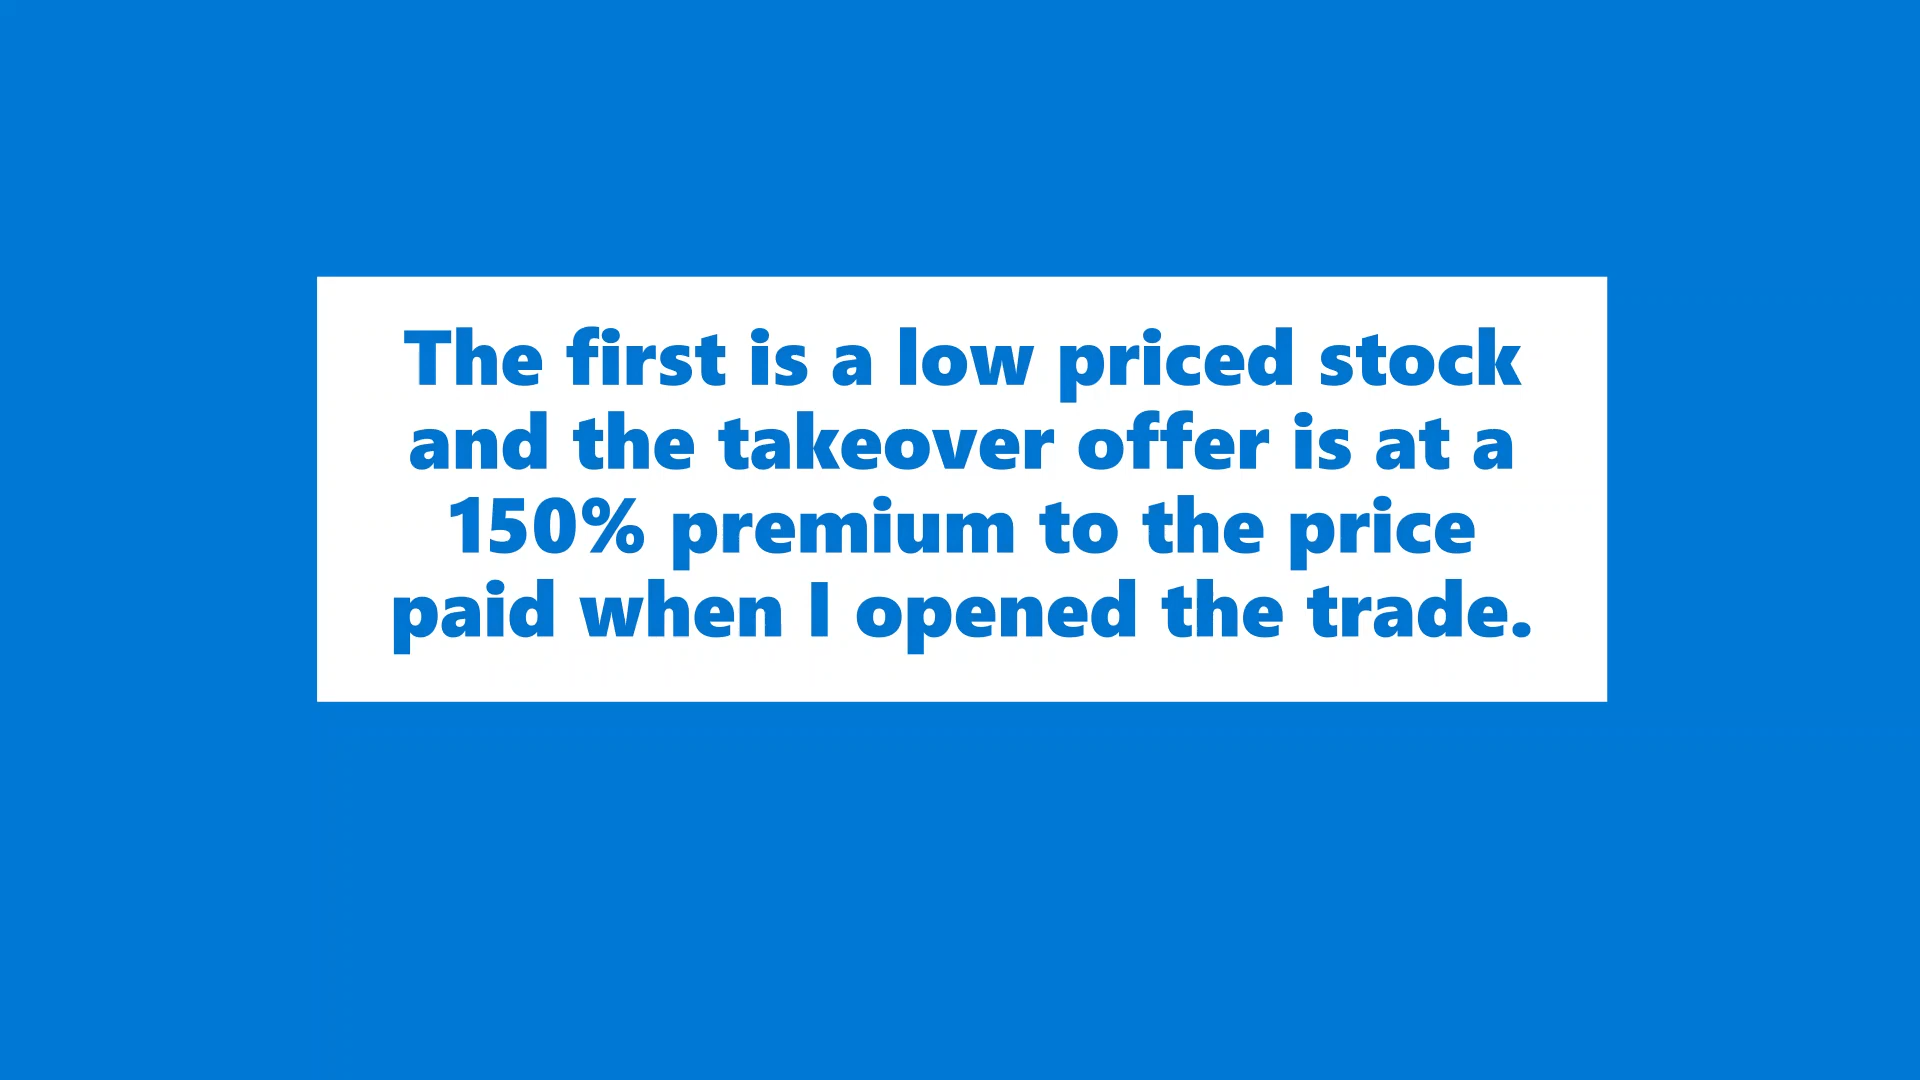 The first is a low priced stock
and the takeover offer is at a
150% premium to the price
paid when I opened the trade.